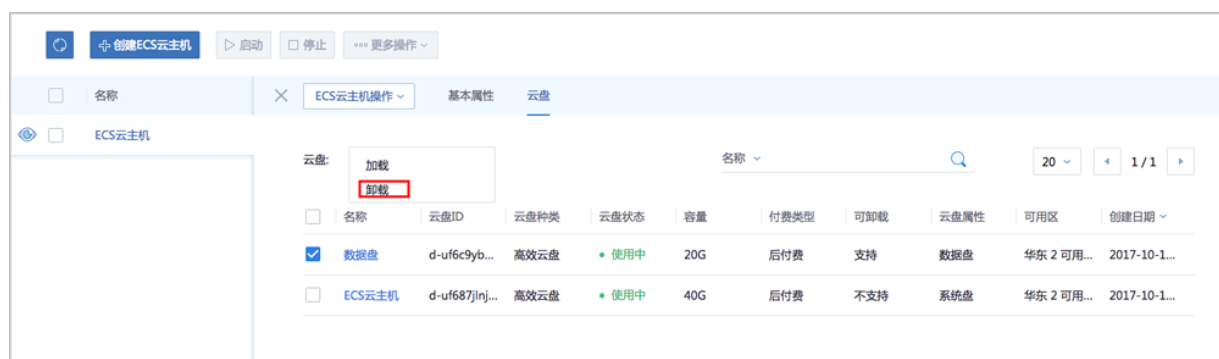 创建ECS云主机 启动 停止 更多操作
名称 ECS云主机操作 基本属性 云盘
ECS云主机
云盘: 加载 名称 20 1 / 1
卸载
名称 云盘ID 云盘种类 云盘状态 容量 付费类型 可卸载 云盘属性 可用区 创建日期
数据盘 d-uf6c9yb... 高效云盘 使用中 20G 后付费 支持 数据盘 华东 2 可用... 2017-10-1...
ECS云主机 d-uf687jlnj... 高效云盘 使用中 40G 后付费 不支持 系统盘 华东 2 可用... 2017-10-1...